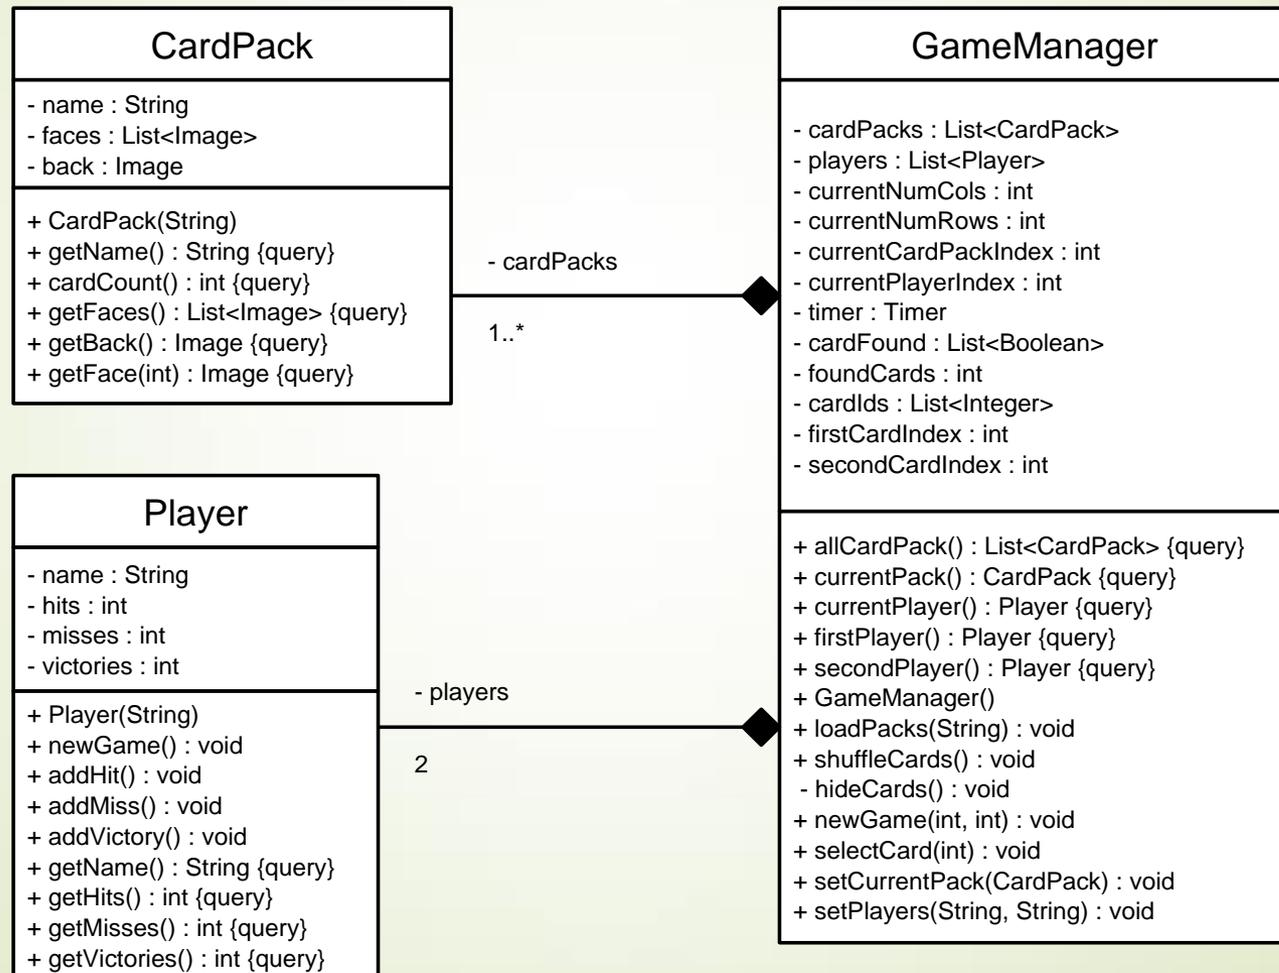 CardPack
- name : String
- faces : List<Image>
- back : Image
+ CardPack(String)
+ getName() : String {query}
+ cardCount() : int {query}
+ getFaces() : List<Image> {query}
+ getBack() : Image {query}
+ getFace(int) : Image {query}
- cardPacks
1..*
GameManager
- cardPacks : List<CardPack>
- players : List<Player>
- currentNumCols : int
- currentNumRows : int
- currentCardPackIndex : int
- currentPlayerIndex : int
- timer : Timer
- cardFound : List<Boolean>
- foundCards : int
- cardIds : List<Integer>
- firstCardIndex : int
- secondCardIndex : int
+ allCardPack() : List<CardPack> {query}
+ currentPack() : CardPack {query}
+ currentPlayer() : Player {query}
+ firstPlayer() : Player {query}
+ secondPlayer() : Player {query}
+ GameManager()
+ loadPacks(String) : void
+ shuffleCards() : void
- hideCards() : void
+ newGame(int, int) : void
+ selectCard(int) : void
+ setCurrentPack(CardPack) : void
+ setPlayers(String, String) : void
Player
- name : String
- hits : int
- misses : int
- victories : int
+ Player(String)
+ newGame() : void
+ addHit() : void
+ addMiss() : void
+ addVictory() : void
+ getName() : String {query}
+ getHits() : int {query}
+ getMisses() : int {query}
+ getVictories() : int {query}
- players
2